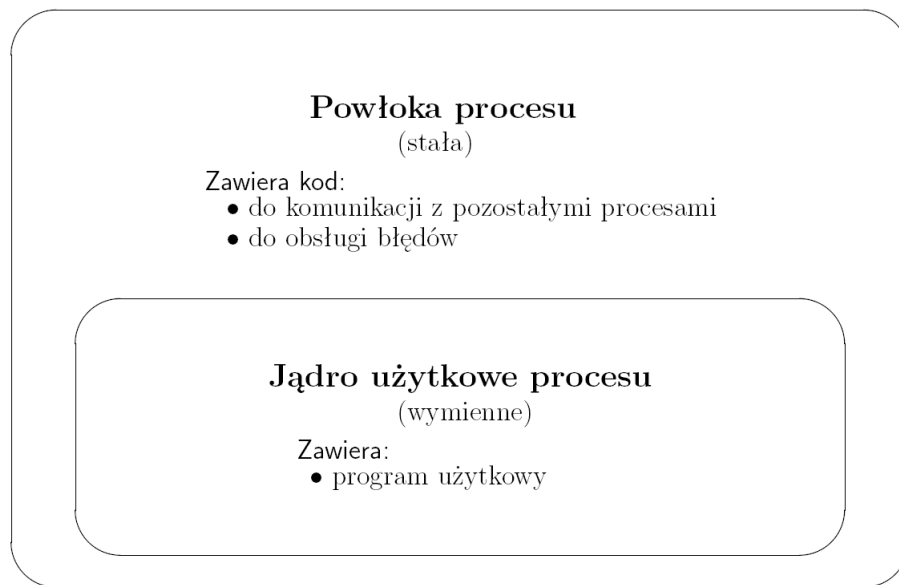 Powłoka procesu
(stała)
Zawiera kod:
• do komunikacji z pozostałymi procesami
• do obsługi błędów
Jądro użytkowe procesu
(wymienne)
Zawiera:
• program użytkowy